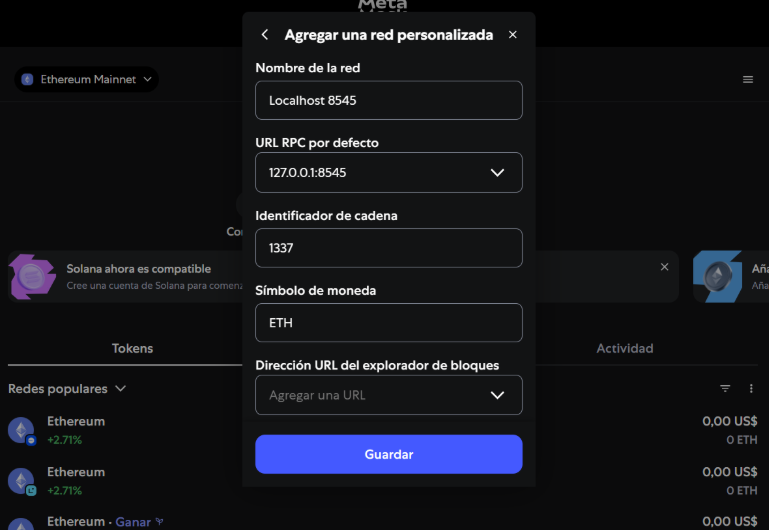 Meta
Agregar una red personalizada
Ethereum Mainnet
Nombre de la red
Localhost 8545
URL RPC por defecto
127.0.0.1:8545
Identificador de cadena
1337
Solana ahora es compatible
Cree una cuenta de Solana para comenz
Símbolo de moneda
ETH
Tokens
Actividad
Dirección URL del explorador de bloques
Agregar una URL
Redes populares
Ethereum
+2.71%
0,00 US$
0 ETH
Guardar
Ethereum
+2.71%
0,00 US$
0 ETH
Ethereum · Ganar
0,00 US$